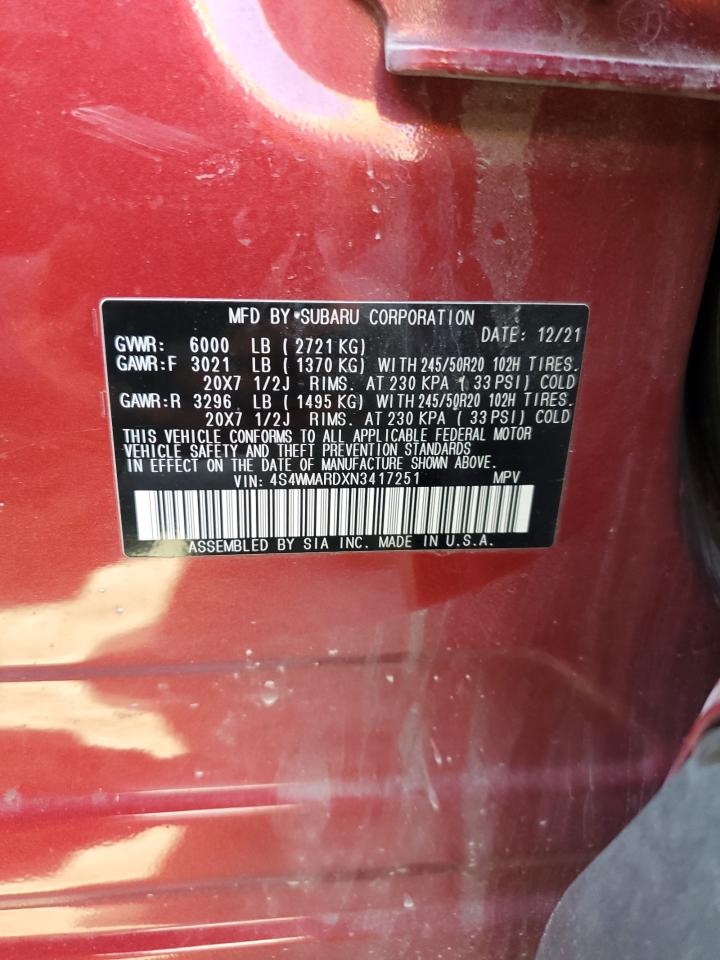 MFD BY•SUBARU CORPORATION
DATE: 12/21
GVWR: 6000 LB ( 2721 KG)
GAWR:F 3021 LB ( 1370 KG) WITH 245/50R20 102H TIRES.
20X7 1/2J RIMS. AT 230 KPA ( 33 PSI) COLD
GAWR:R 3296 LB ( 1495 KG) WITH 245/50R20 102H TIRES.
20X7 1/2J RIMS. AT 230 KPA ( 33 PSI) COLD
THIS VEHICLE CONFORMS TO ALL APPLICABLE FEDERAL MOTOR
VEHICLE SAFETY AND THEFT PREVENTION STANDARDS
IN EFFECT ON THE DATE OF MANUFACTURE SHOWN ABOVE.
VIN: 4S4WMARDXN3417251 MPV
ASSEMBLED BY SIA INC. MADE IN U.S.A.